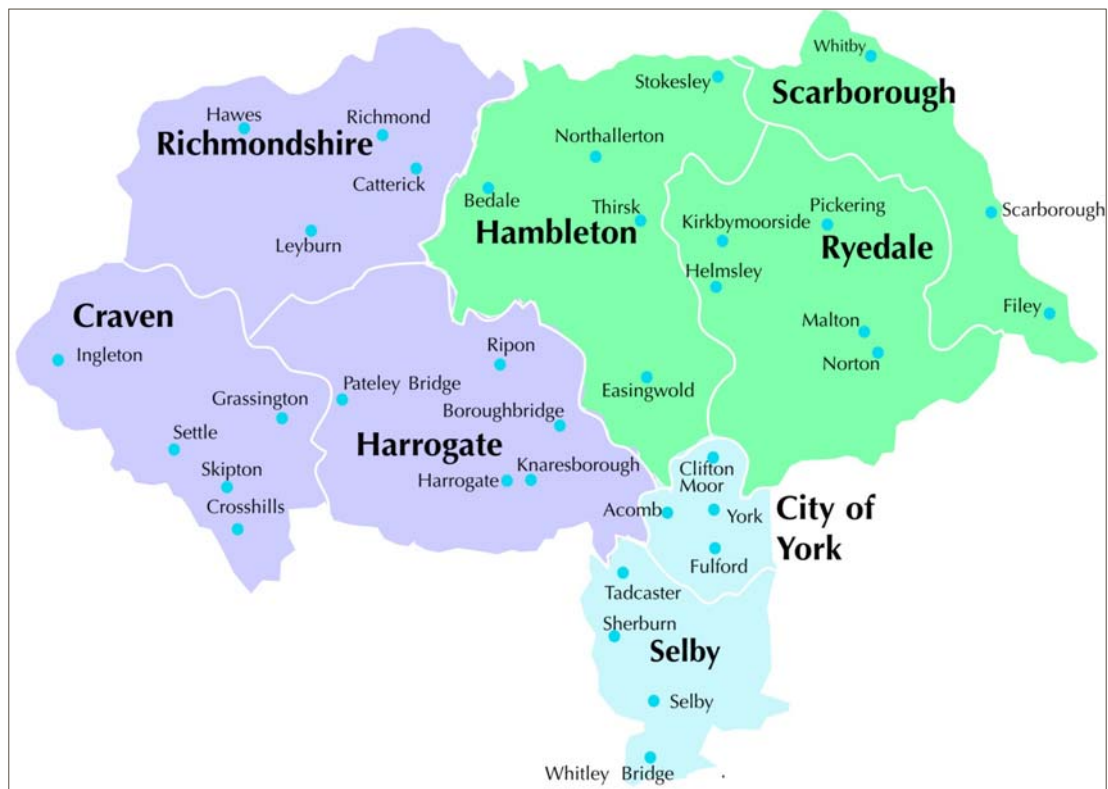 Whitby
Stokesley
Scarborough
Hawes
Richmond
Richmondshire
Northallerton
Catterick
Bedale
Thirsk
Hambleton
Kirkbymoorside
Pickering
Scarborough
Ryedale
Leyburn
Helmsley
Craven
Filey
Malton
Ingleton
Ripon
Norton
Pateley Bridge
Easingwold
Grassington
Boroughbridge
Settle
Harrogate
Skipton
Knaresborough
Harrogate
Clifton
Moor
Crosshills
Acomb
York
City of
York
Fulford
Tadcaster
Sherburn
Selby
Selby
Whitley Bridge